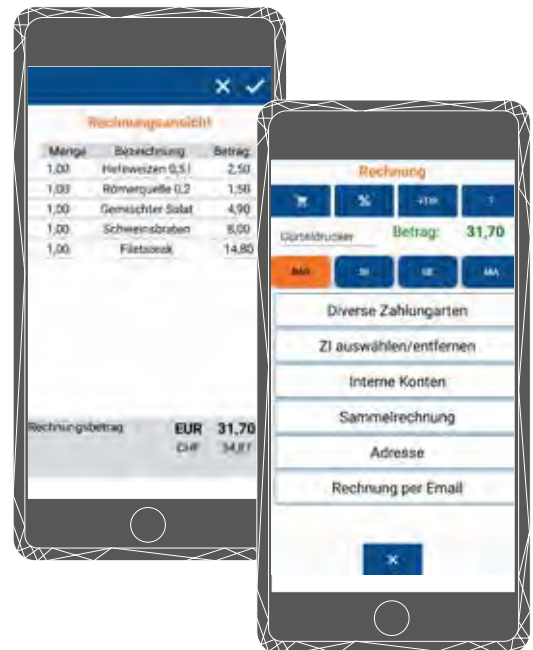 Rechnungsansicht
Menge Bezeichnung Betrag
1,00 Hefeweizen 0,5 l 2,50
1,00 Römerquelle 0,2 1,50
1,00 Gemischter Salat 4,90
1,00 Schweinsbraten 8,00
1,00 Filetsteak 14,80
Rechnungsbetrag EUR 31,70
CHF
Rechnung
%
Gürteldrucker Betrag: 31,70
BAR
Diverse Zahlungarten
ZI auswählen/entfernen
Interne Konten
Sammelrechnung
Adresse
Rechnung per Email